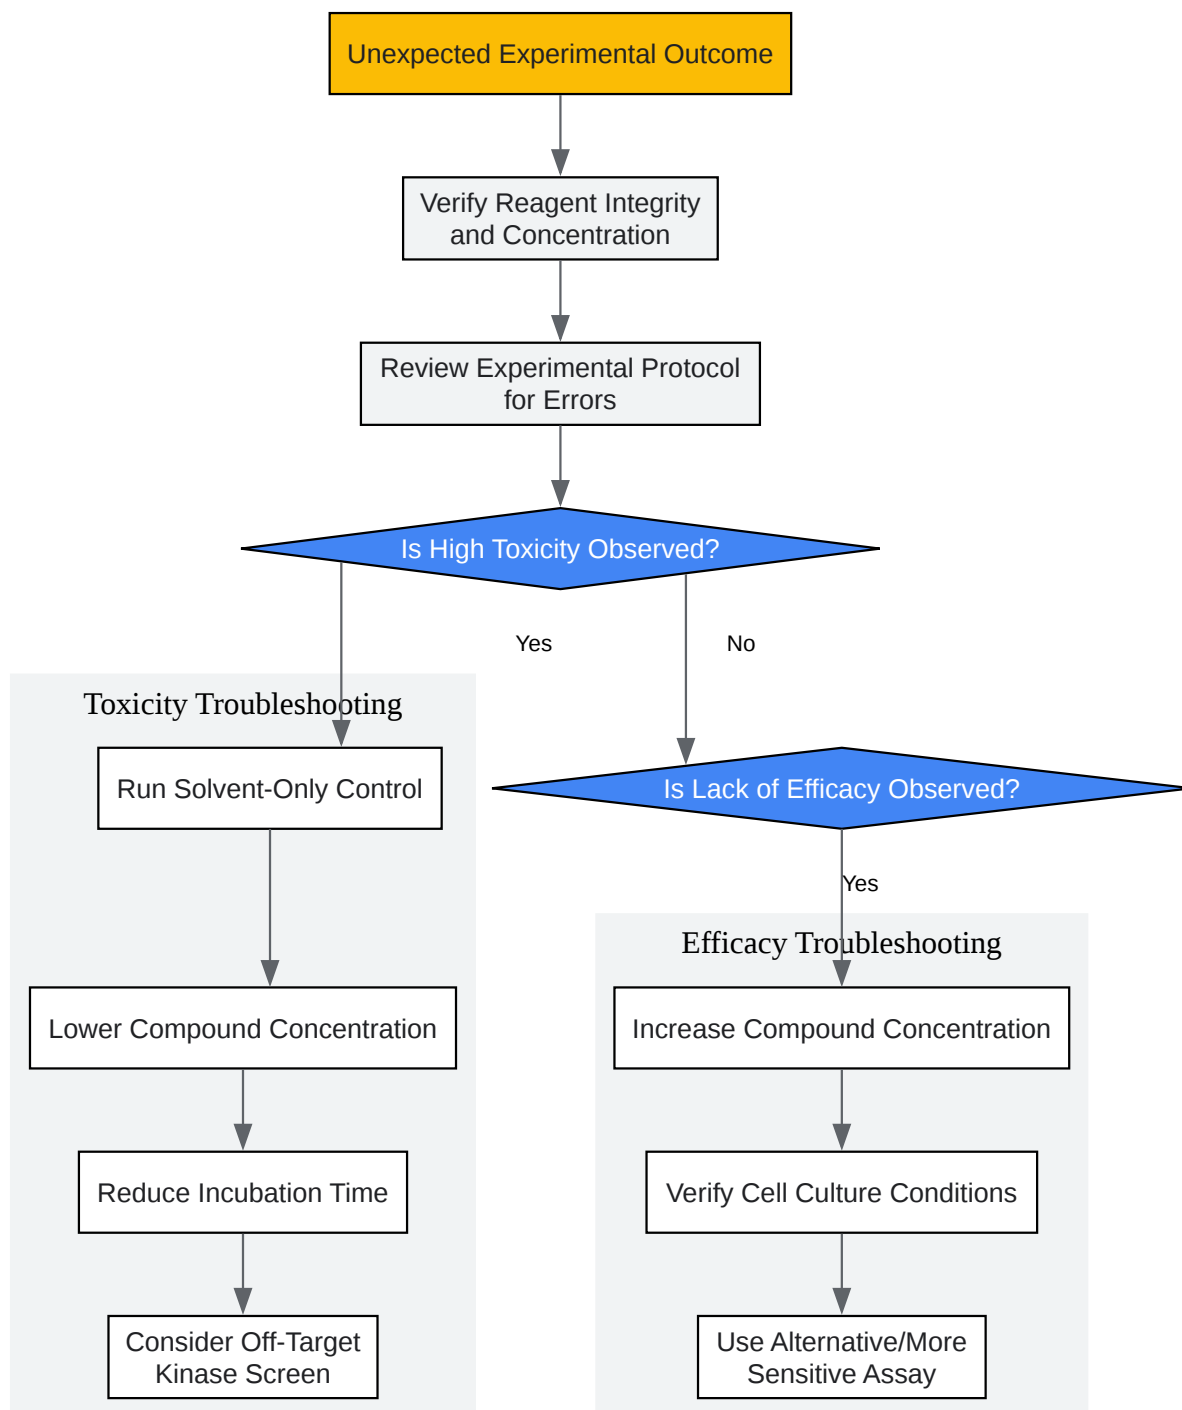 Unexpected Experimental Outcome
Verify Reagent Integrity
and Concentration
Review Experimental Protocol
for Errors
Is High Toxicity Observed?
Yes
No
Toxicity Troubleshooting
Run Solvent-Only Control
Lower Compound Concentration
Reduce Incubation Time
Consider Off-Target
Kinase Screen
Is Lack of Efficacy Observed?
Yes
Efficacy Troubleshooting
Increase Compound Concentration
Verify Cell Culture Conditions
Use Alternative/More
Sensitive Assay